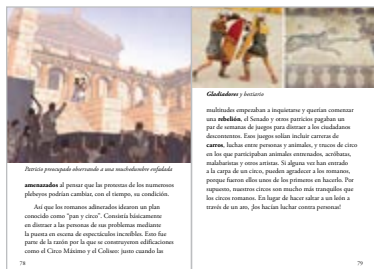 Patricio preocupado observando a una muchedumbre enfadada
amenazados al pensar que las protestas de los numerosos
plebeyos podrían cambiar, con el tiempo, su condición.
Así que los romanos adinerados idearon un plan
conocido como “pan y circo”. Consistía básicamente
en distraer a las personas de sus problemas mediante
la puesta en escena de espectáculos increíbles. Esto fue
parte de la razón por la que se construyeron edificaciones
como el Circo Máximo y el Coliseo: justo cuando las
78
Gladiadores y bestiario
multitudes empezaban a inquietarse y querían comenzar
una rebelión, el Senado y otros patricios pagaban un
par de semanas de juegos para distraer a los ciudadanos
descontentos. Esos juegos solían incluir carreras de
carros, luchas entre personas y animales, y trucos de circo
en los que participaban animales entrenados, acróbatas,
malabaristas y otros artistas. Si alguna vez han entrado
a la carpa de un circo, pueden agradecer a los romanos,
porque fueron ellos unos de los primeros en hacerlo. Por
supuesto, nuestros circos son mucho más tranquilos que
los circos romanos. En lugar de hacer saltar a un león a
través de un aro, ¡los hacían luchar contra personas!
79